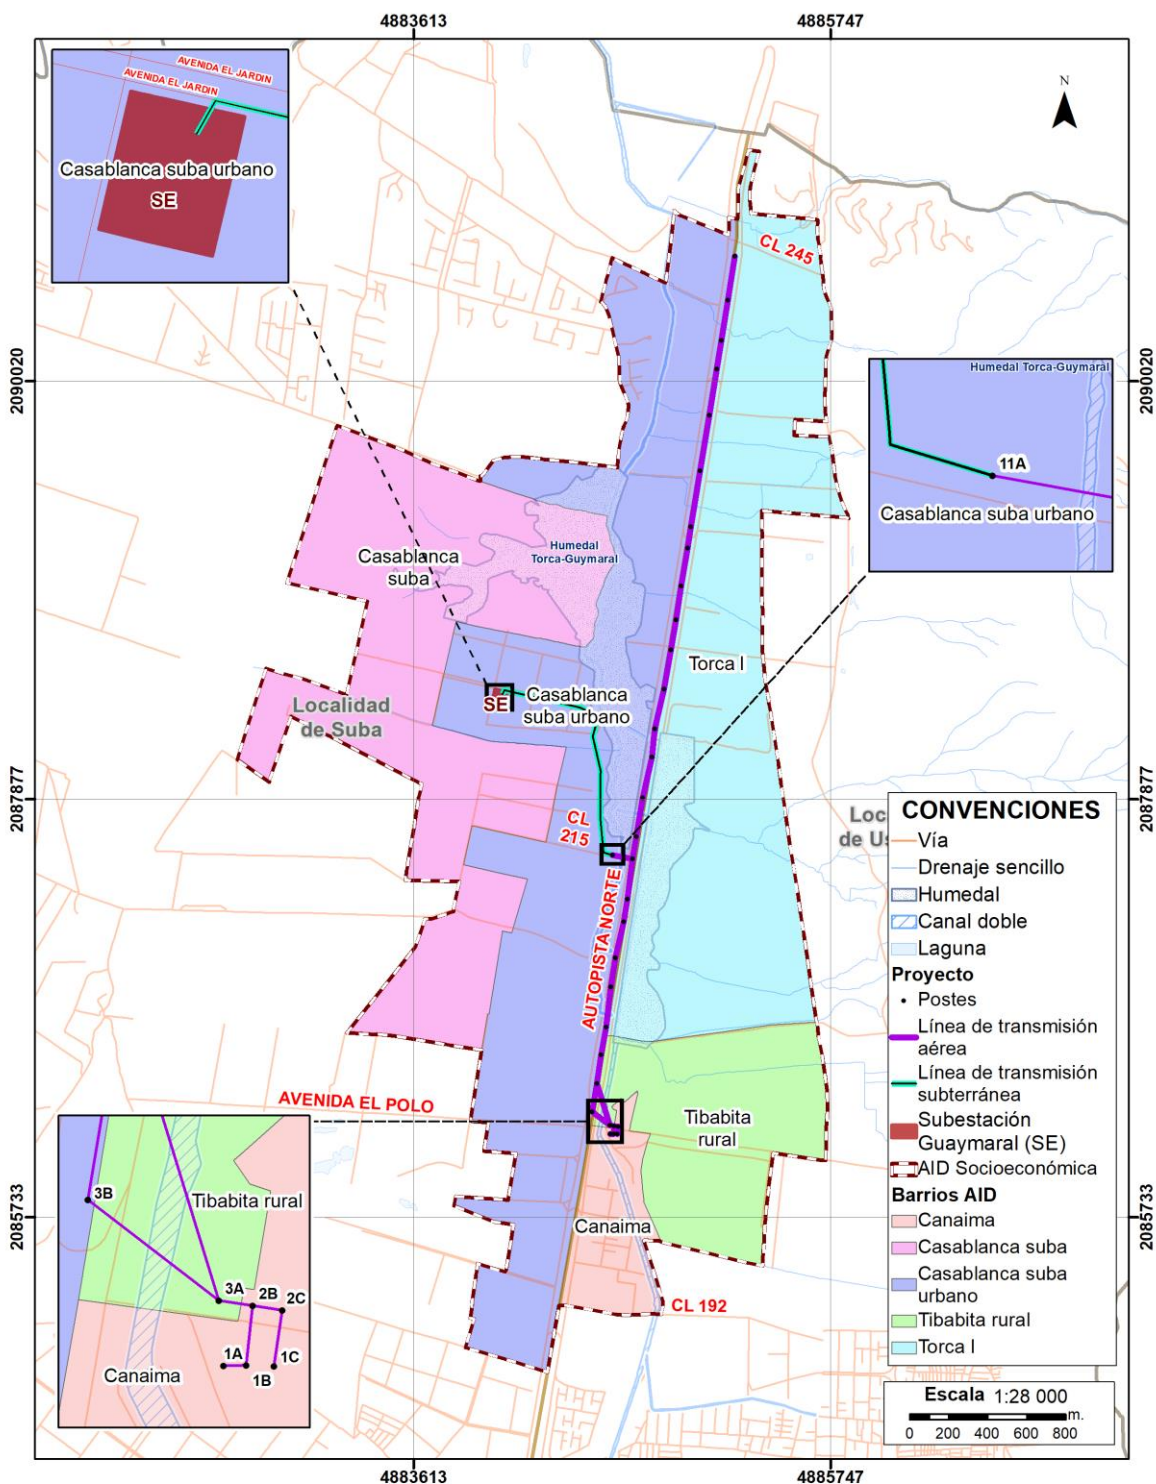 4883613
4885747
N
AVENIDA EL JARDIN
AVENIDA EL JARDIN
Casablanca suba urbano
SE
CL 245
2090020
2090020
Humedal Torca-Guymaral
11A
Casablanca suba urbano
Casablanca
suba
Humedal
Torca-Guymaral
Torca I
SE
Casablanca
suba urbano
Localidad
de Suba
2087877
2087877
CL
215
AUTOPISTA NORTE
Loc
de Us
CONVENCIONES
Vía
Drenaje sencillo
Humedal
Canal doble
Laguna
Proyecto
Postes
Línea de transmisión
aérea
Línea de transmisión
subterránea
Subestación
Guaymaral (SE)
AID Socioeconómica
Barrios AID
Canaima
Casablanca suba
Casablanca suba
urbano
Tibabita rural
Torca I
AVENIDA EL POLO
Tibabita
rural
3B
Tibabita rural
3A
2B
2C
1A
1B
1C
Canaima
2085733
2085733
Canaima
CL 192
Escala 1:28 000
0 200 400 600 800 m.
4883613
4885747